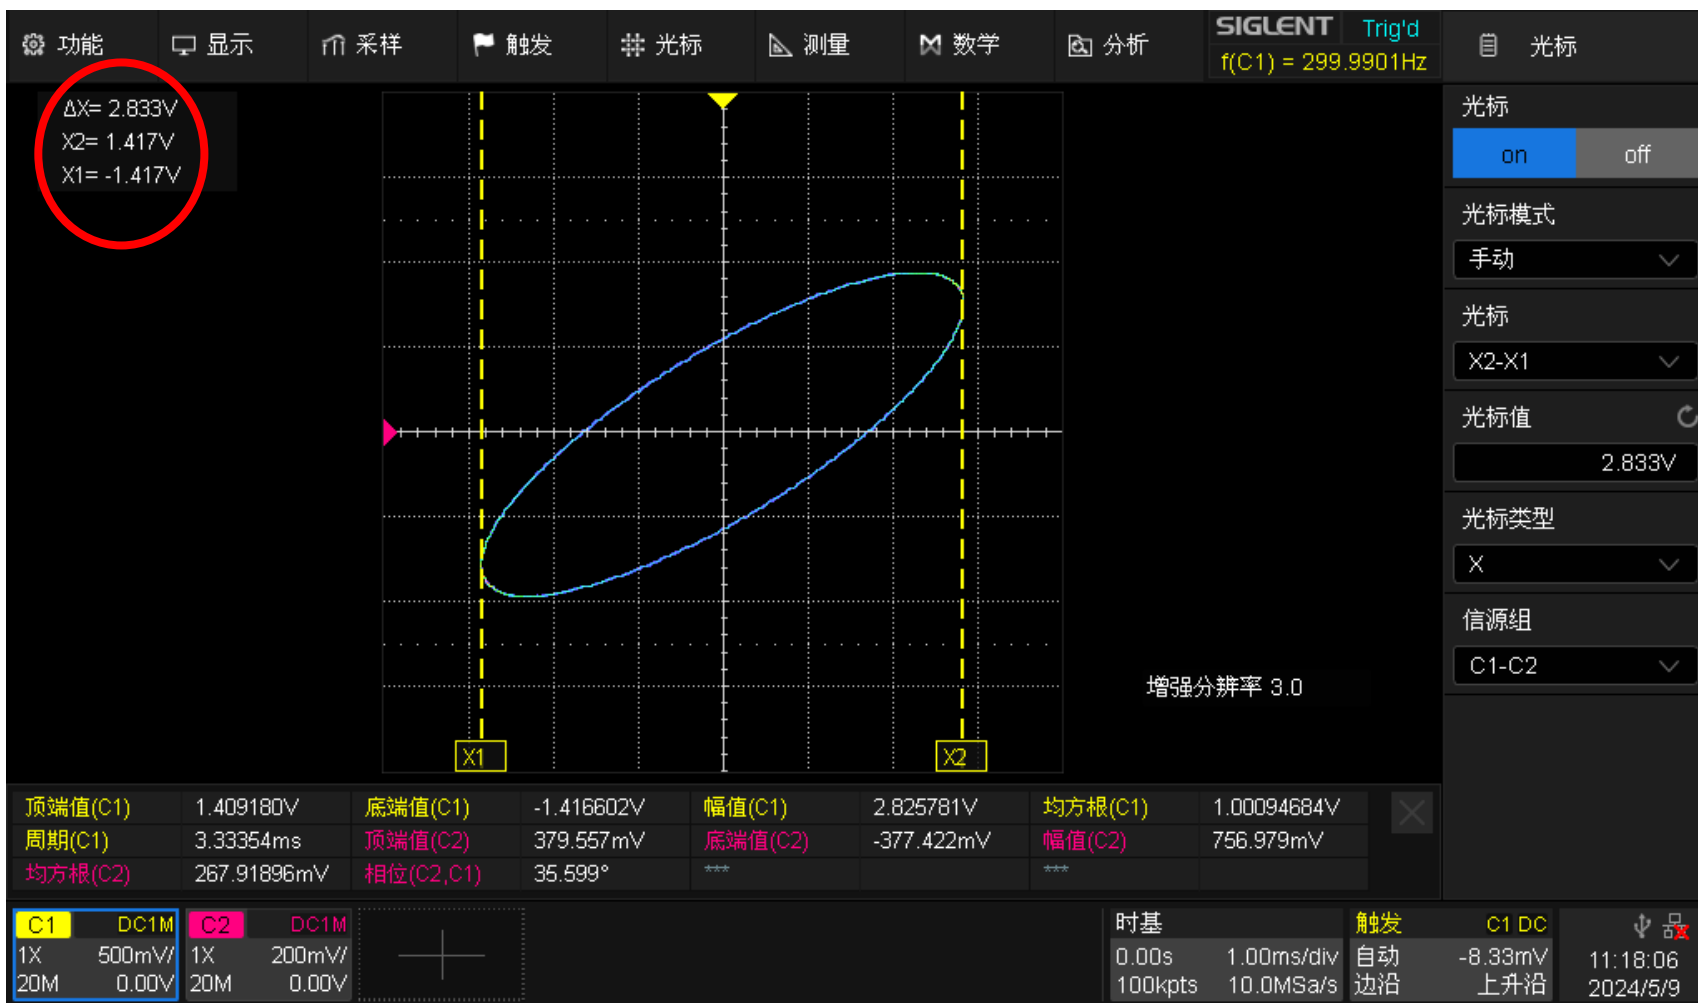 功能 显示 采样 触发 光标 测量 数学 分析 SIGLENT Trig'd
f(C1) = 299.9901Hz
光标
ΔX= 2.833V
X2= 1.417V
X1= -1.417V
X1
X2
增强分辨率 3.0
光标
on off
光标模式
手动
光标
X2-X1
光标值
2.833V
光标类型
X
信源组
C1-C2
顶端值(C1) 1.409180V 底端值(C1) -1.416602V 幅值(C1) 2.825781V 均方根(C1) 1.00094684V
周期(C1) 3.33354ms 顶端值(C2) 379.557mV 底端值(C2) -377.422mV 幅值(C2) 756.979mV
均方根(C2) 267.91896mV 相位(C2,C1) 35.599° *** ***
C1 DC1M
1X 500mV/
20M 0.00V
C2 DC1M
1X 200mV/
20M 0.00V
时基
0.00s 1.00ms/div
100kpts 10.0MSa/s
触发 C1 DC
自动 -8.33mV
边沿 上升沿
11:18:06
2024/5/9